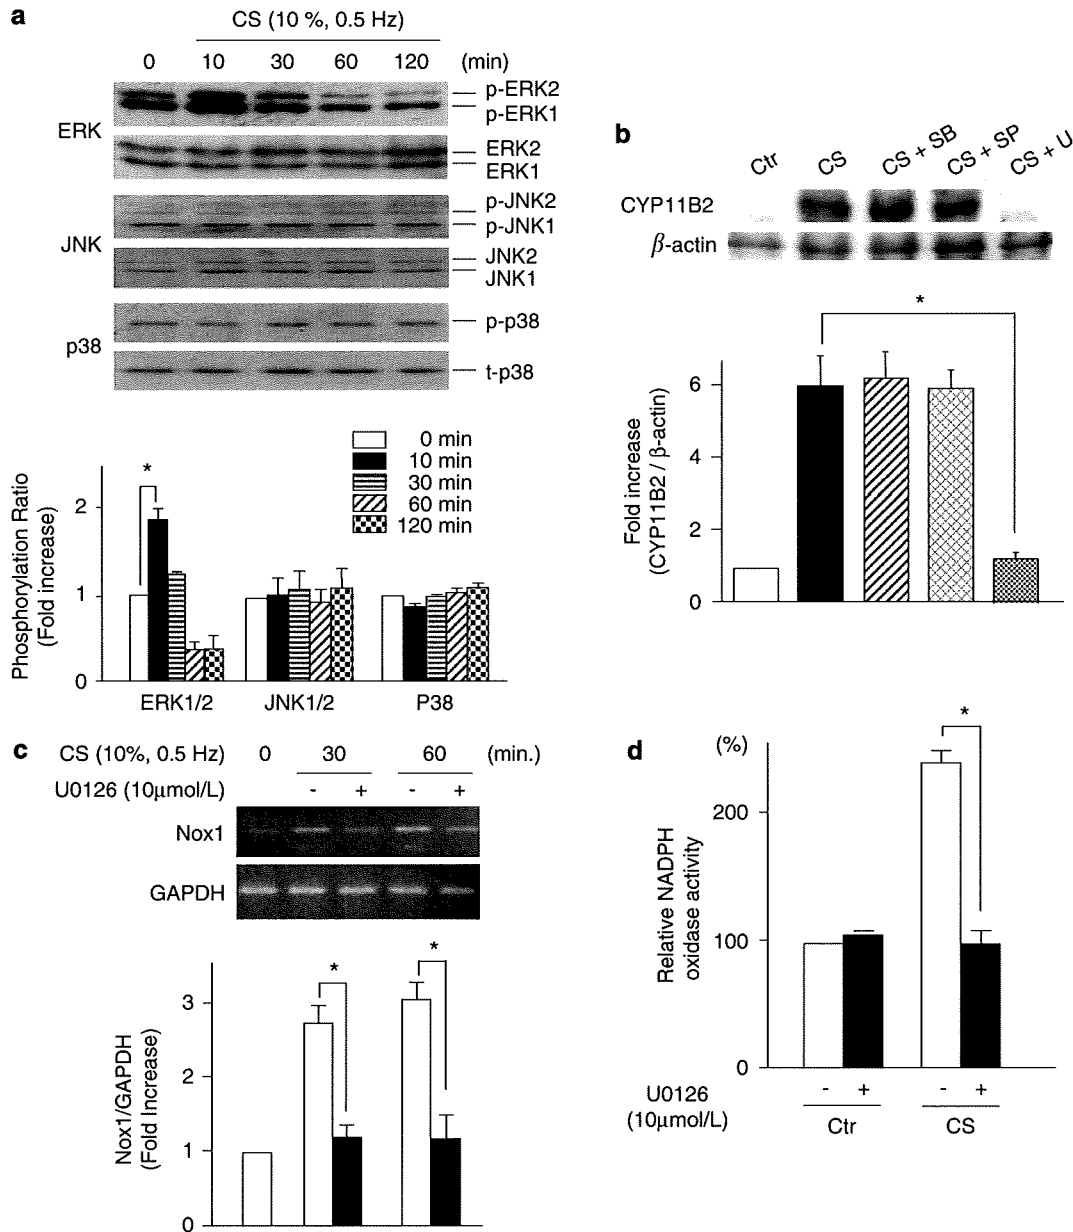 a
CS (10 %, 0.5 Hz)
0 10 30 60 120 (min)
p-ERK2
p-ERK1
ERK
ERK2
ERK1
p-JNK2
p-JNK1
JNK
JNK2
JNK1
p-p38
p38
t-p38
0 min
10 min
30 min
60 min
120 min
*
2
1
0
Phosphorylation Ratio
(Fold increase)
ERK1/2 JNK1/2 P38
b
Ctr CS CS + SB CS + SP CS + U
CYP11B2
β-actin
*
6
4
2
0
Fold increase
(CYP11B2 / β-actin)
c
CS (10%, 0.5 Hz) 0 30 60 (min.)
U0126 (10μmol/L) - + - +
Nox1
GAPDH
* *
3
2
1
0
Nox1/GAPDH
(Fold Increase)
d
(%)
*
200
100
0
Relative NADPH
oxidase activity
U0126 - + - +
(10μmol/L)
Ctr CS